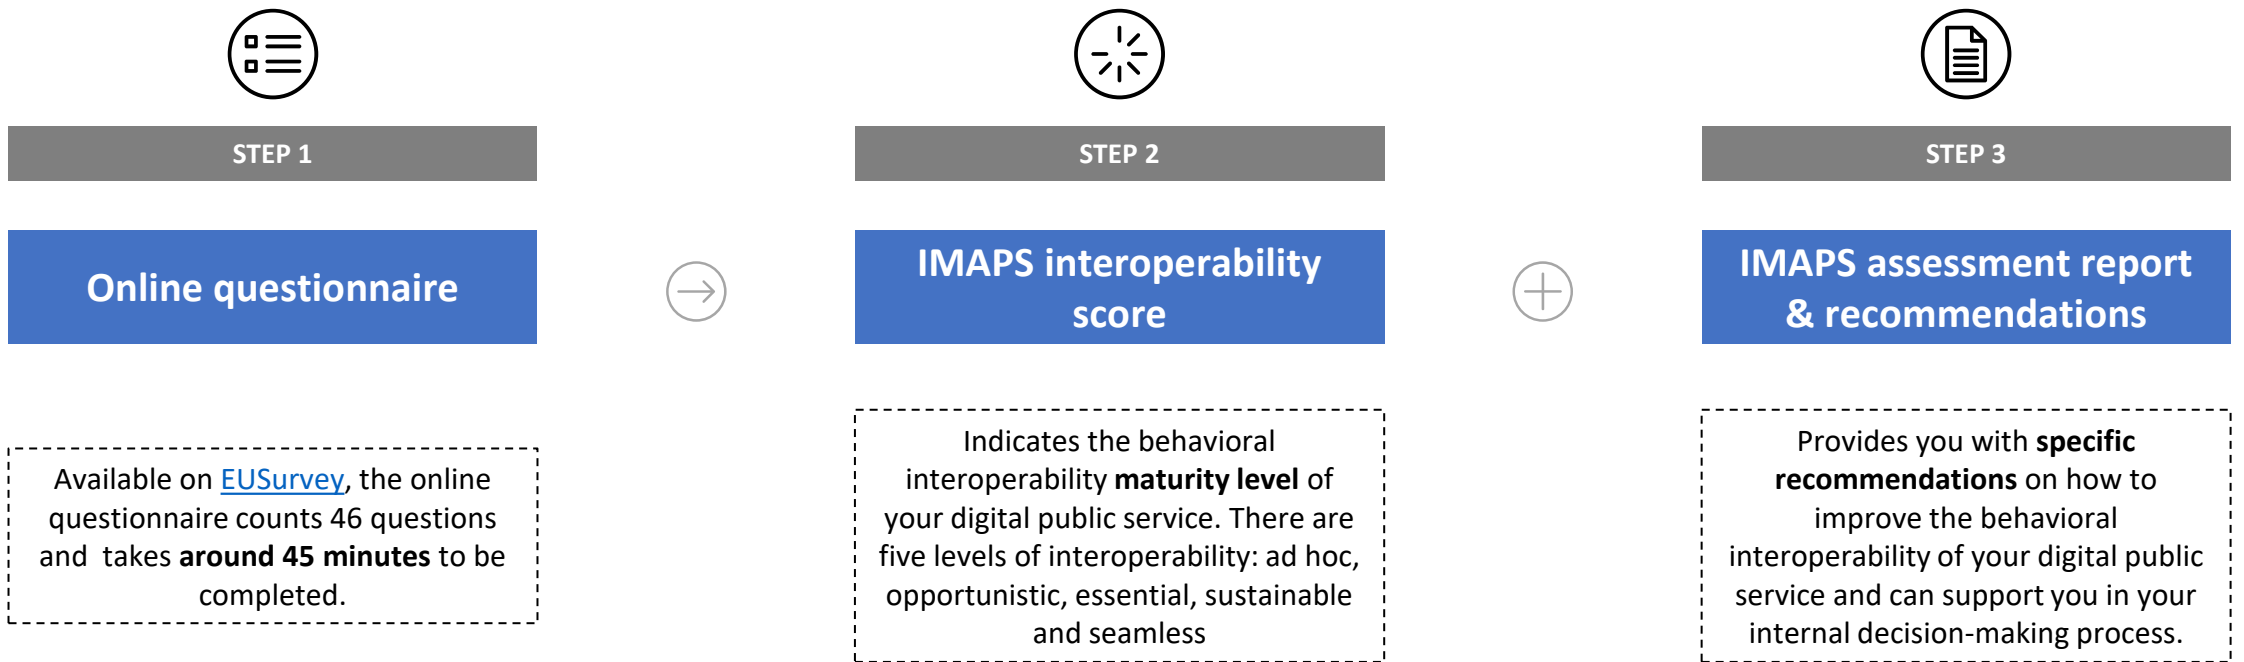 STEP 1
Online questionnaire
Available on EUSurvey, the online
questionnaire counts 46 questions
and  takes around 45 minutes to be
completed.
STEP 2
IMAPS interoperability
score
Indicates the behavioral
interoperability maturity level of
your digital public service. There are
five levels of interoperability: ad hoc,
opportunistic, essential, sustainable
and seamless
STEP 3
IMAPS assessment report
& recommendations
Provides you with specific
recommendations on how to
improve the behavioral
interoperability of your digital public
service and can support you in your
internal decision-making process.